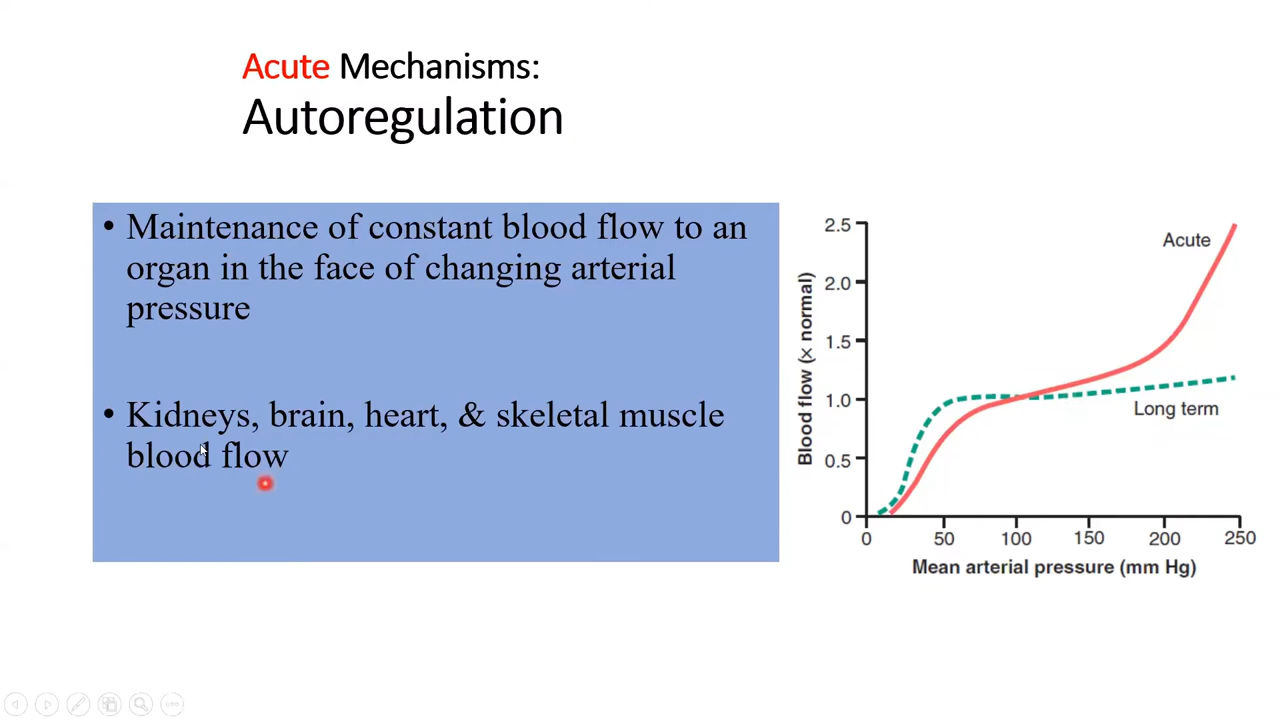 Acute Mechanisms:
Autoregulation
• Maintenance of constant blood flow to an
organ in the face of changing arterial
pressure
• Kidneys, brain, heart, & skeletal muscle
blood flow
Blood flow (× normal)
2.5
2.0
1.5
1.0
0.5
0
Acute
Long term
0 50 100 150 200 250
Mean arterial pressure (mm Hg)